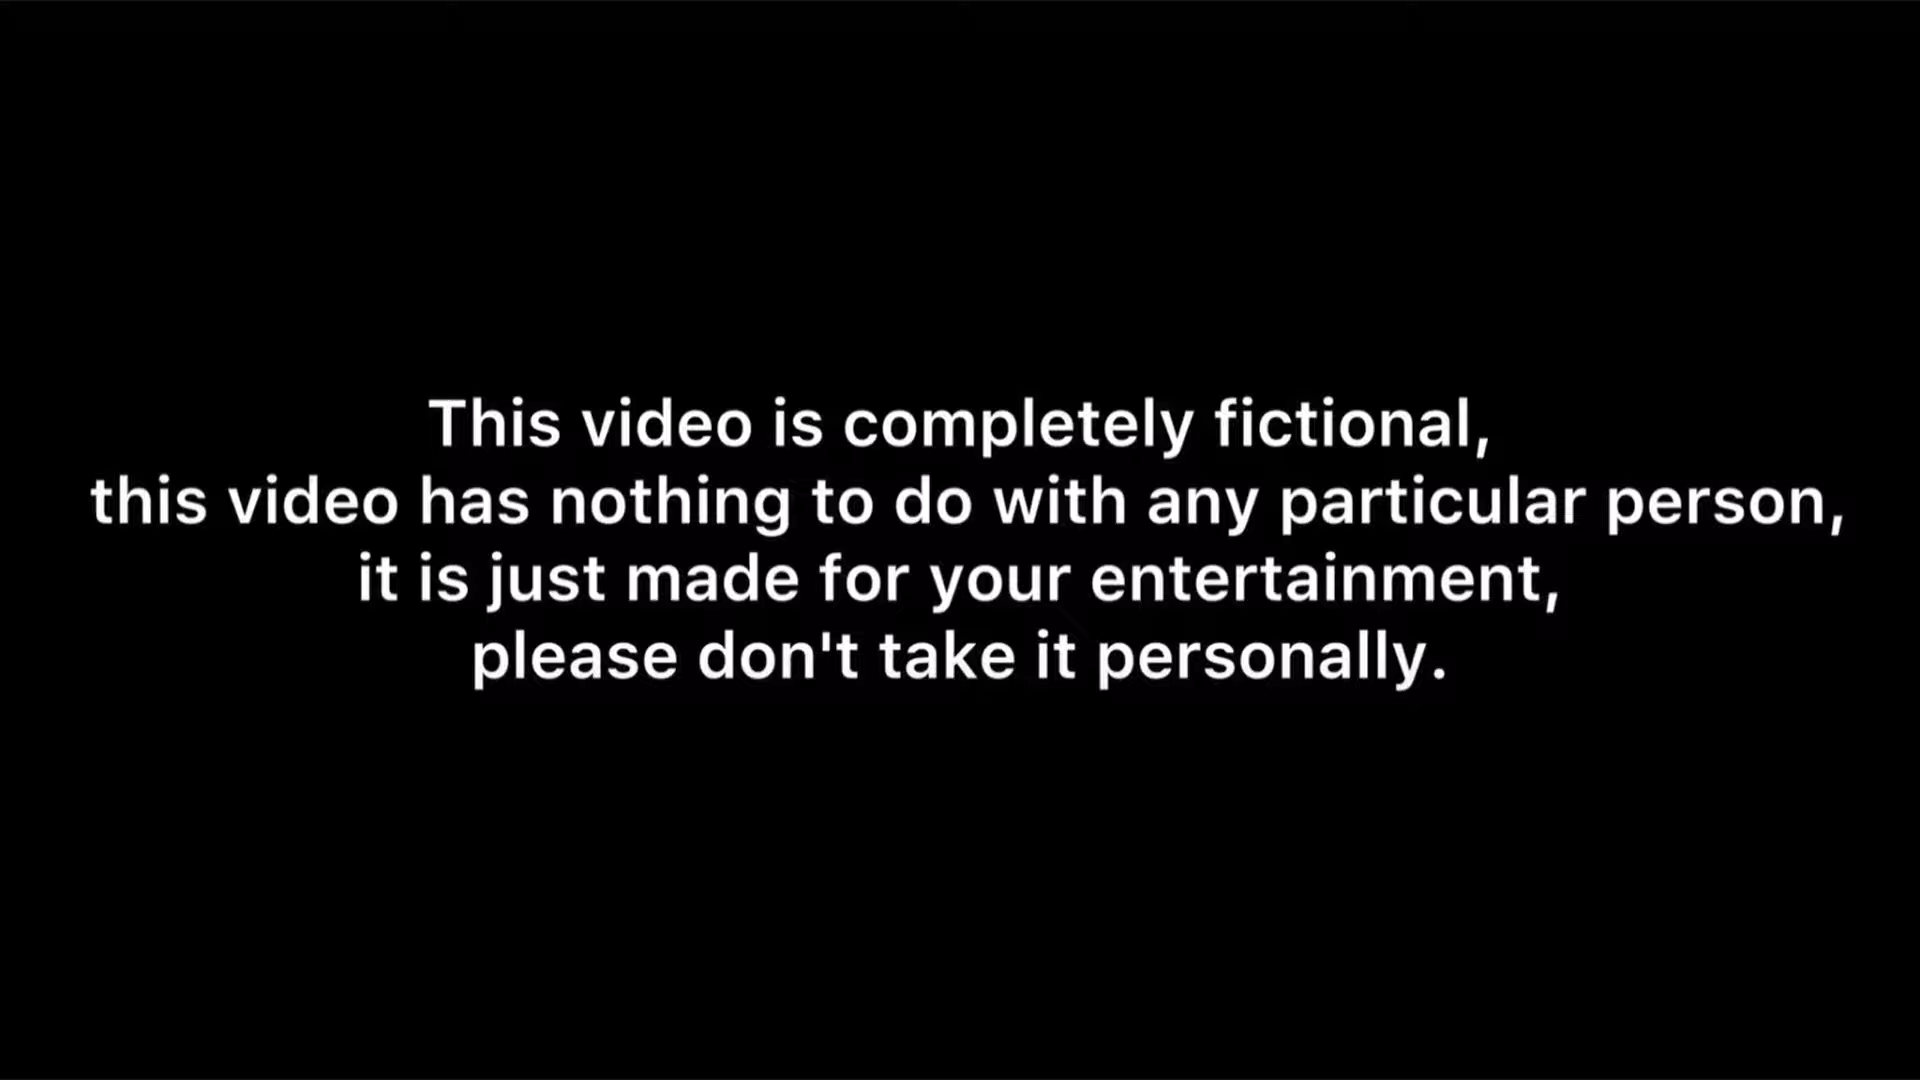 This video is completely fictional,
this video has nothing to do with any particular person,
it is just made for your entertainment,
please don't take it personally.